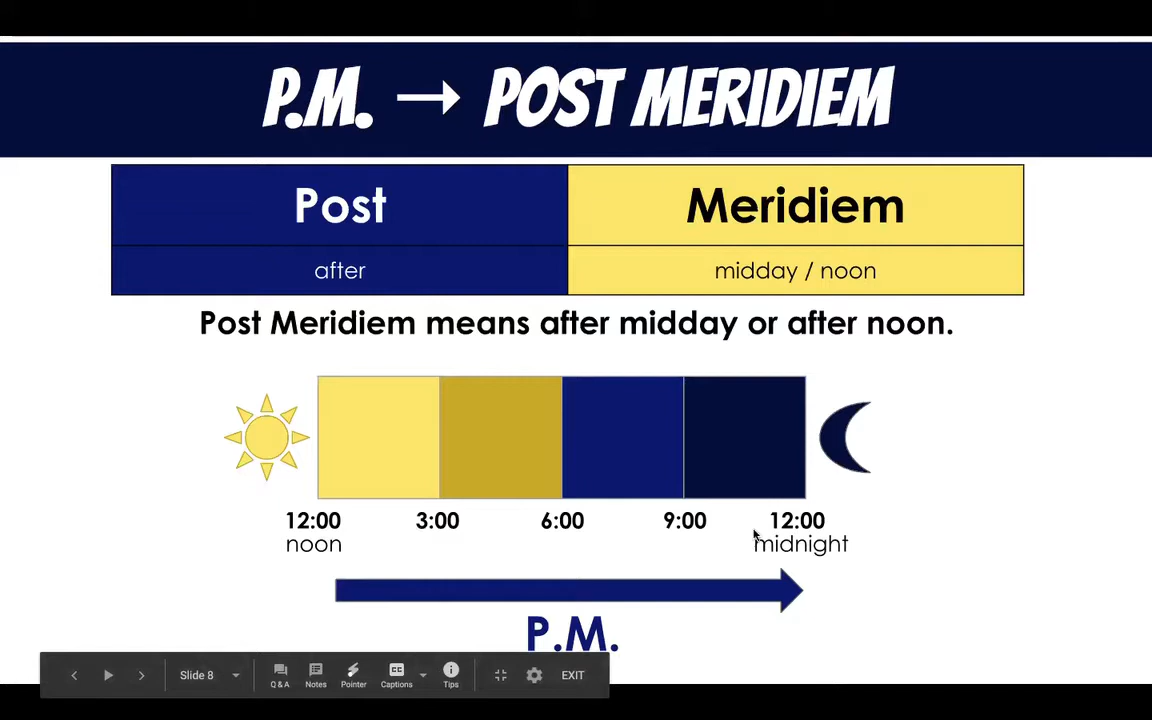 P.M. → POST MERIDIEM
Post Meridiem
after midday / noon
Post Meridiem means after midday or after noon.
12:00 3:00 6:00 9:00 12:00
noon midnight
P.M.
Slide 8 Q & A Notes Pointer CC Captions Tips EXIT